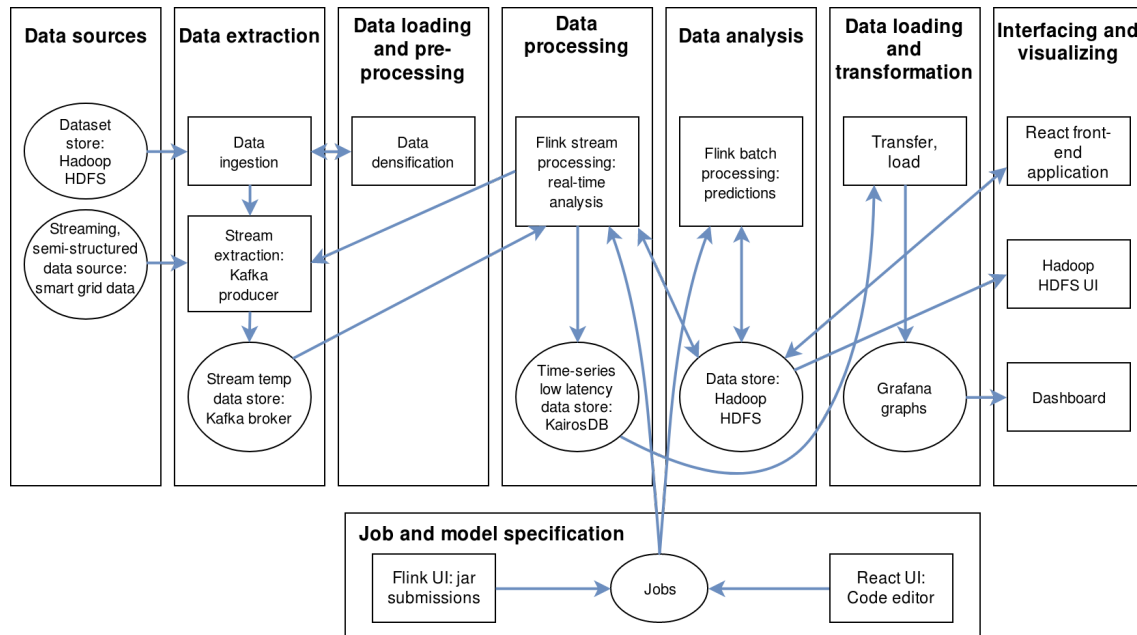 Data sources
Data extraction
Data loading
and pre-
processing
Data
processing
Data analysis
Data loading
and
transformation
Interfacing and
visualizing
Dataset
store:
Hadoop
HDFS
Data
ingestion
Data
densification
Flink stream
processing:
real-time
analysis
Flink batch
processing:
predictions
Transfer,
load
React front-
end
application
Streaming,
semi-structured
data source:
smart grid data
Stream
extraction:
Kafka
producer
Hadoop
HDFS UI
Stream temp
data store:
Kafka broker
Time-series
low latency
data store:
KairosDB
Data store:
Hadoop
HDFS
Grafana
graphs
Dashboard
Job and model specification
Flink UI: jar
submissions
Jobs
React UI:
Code editor